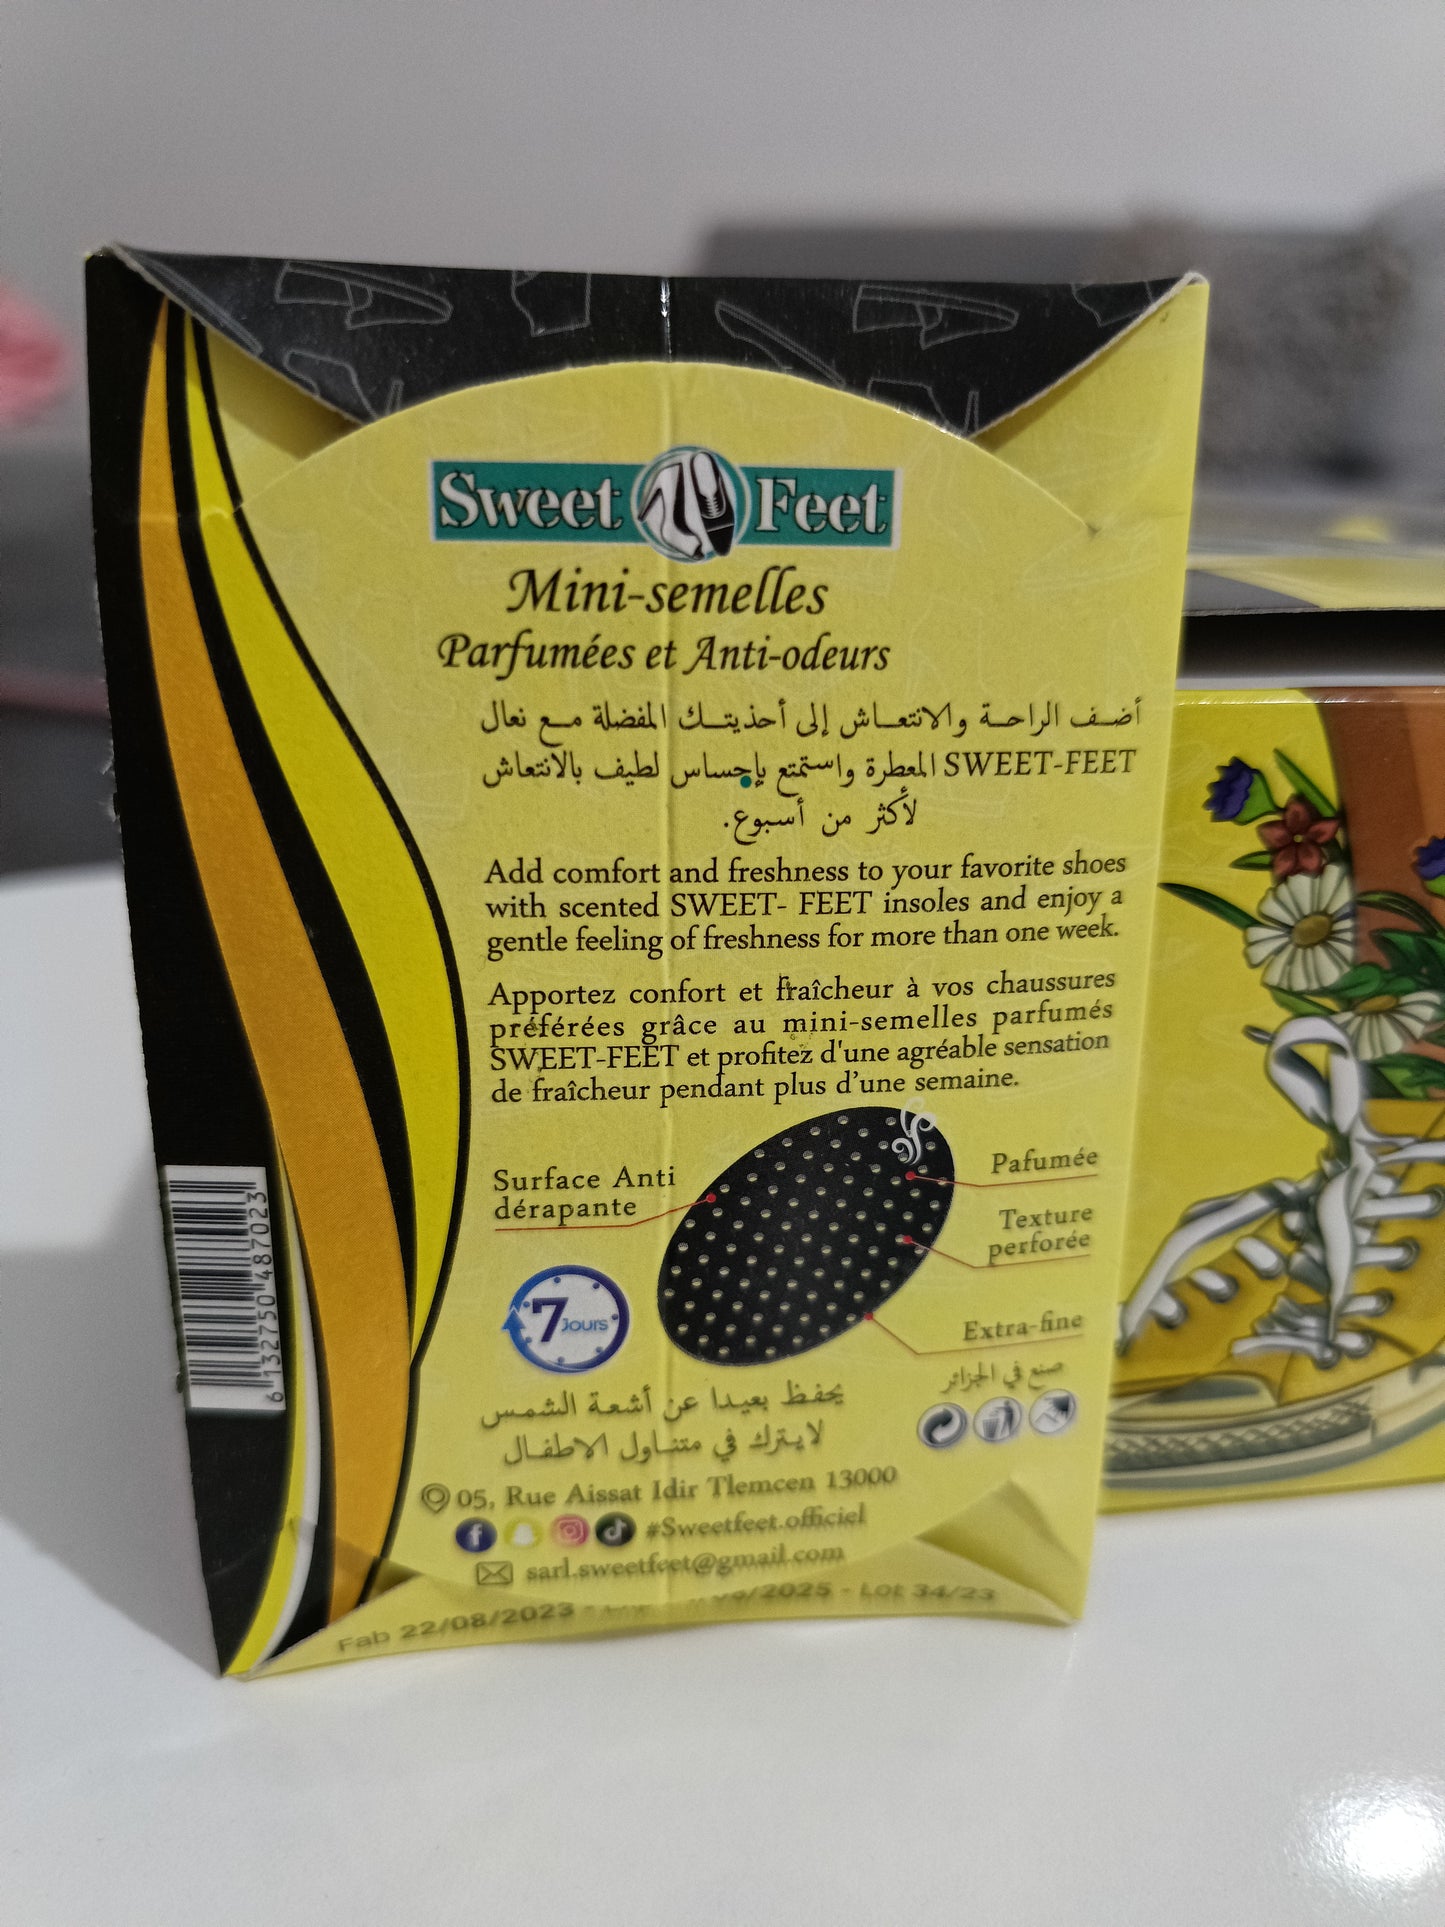 Sweet Feet
Mini-semelles
Parfumées et Anti-odeurs
أضف الراحة والانتعاش إلى أحذيتك المفضلة مع نعال
SWEET-FEET المعطرة واستمتع بإحساس لطيف بالانتعاش
لأكثر من أسبوع.
Add comfort and freshness to your favorite shoes
with scented SWEET- FEET insoles and enjoy a
gentle feeling of freshness for more than one week.
Apportez confort et fraîcheur à vos chaussures
préférées grâce au mini-semelles parfumés
SWEET-FEET et profitez d'une agréable sensation
de fraîcheur pendant plus d’une semaine.
Surface Anti
dérapante
Pafumée
Texture
perforée
Extra-fine
7 Jours
صنع في الجزائر
يحفظ بعيدا عن أشعة الشمس
لايترك في متناول الاطفال
05, Rue Aissat Idir Tlemcen 13000
#Sweetfeet.officiel
sarl.sweetfeet@gmail.com
Fab 22/08/2023 - /2025 - Lot 34/23
6 132750 487023